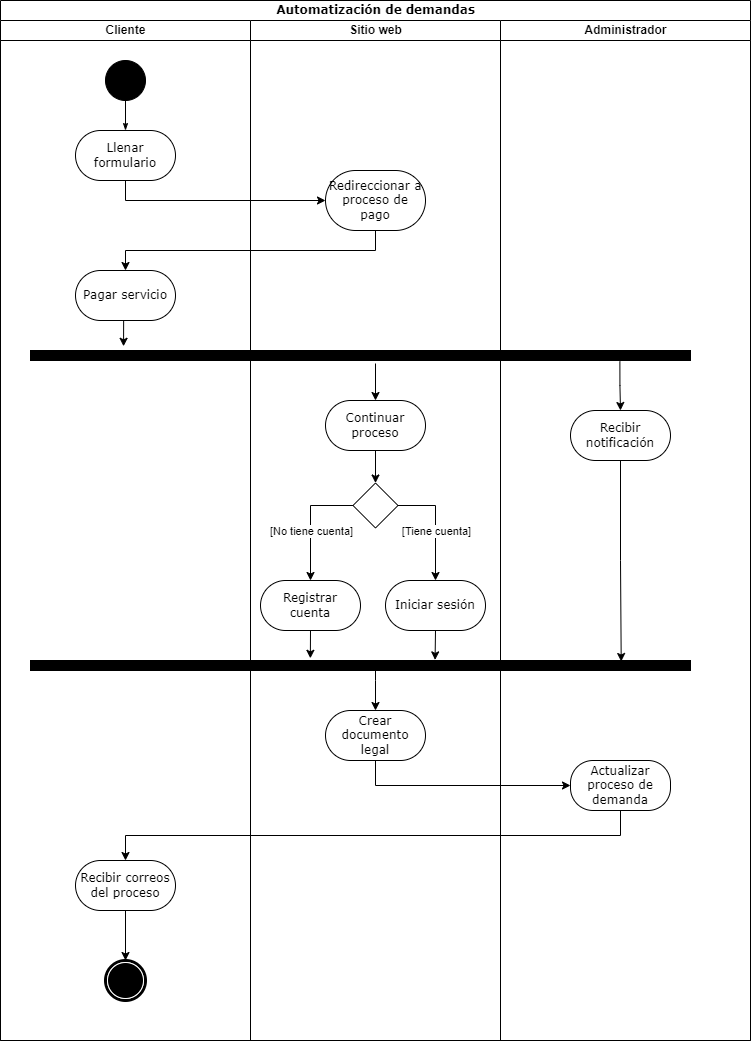 Automatización de demandas
Cliente
Sitio web
Administrador
Llenar
formulario
Redireccionar a
proceso de
pago
Pagar servicio
Continuar
proceso
Recibir
notificación
[No tiene cuenta]
[Tiene cuenta]
Registrar
cuenta
Iniciar sesión
Crear
documento
legal
Actualizar
proceso de
demanda
Recibir correos
del proceso